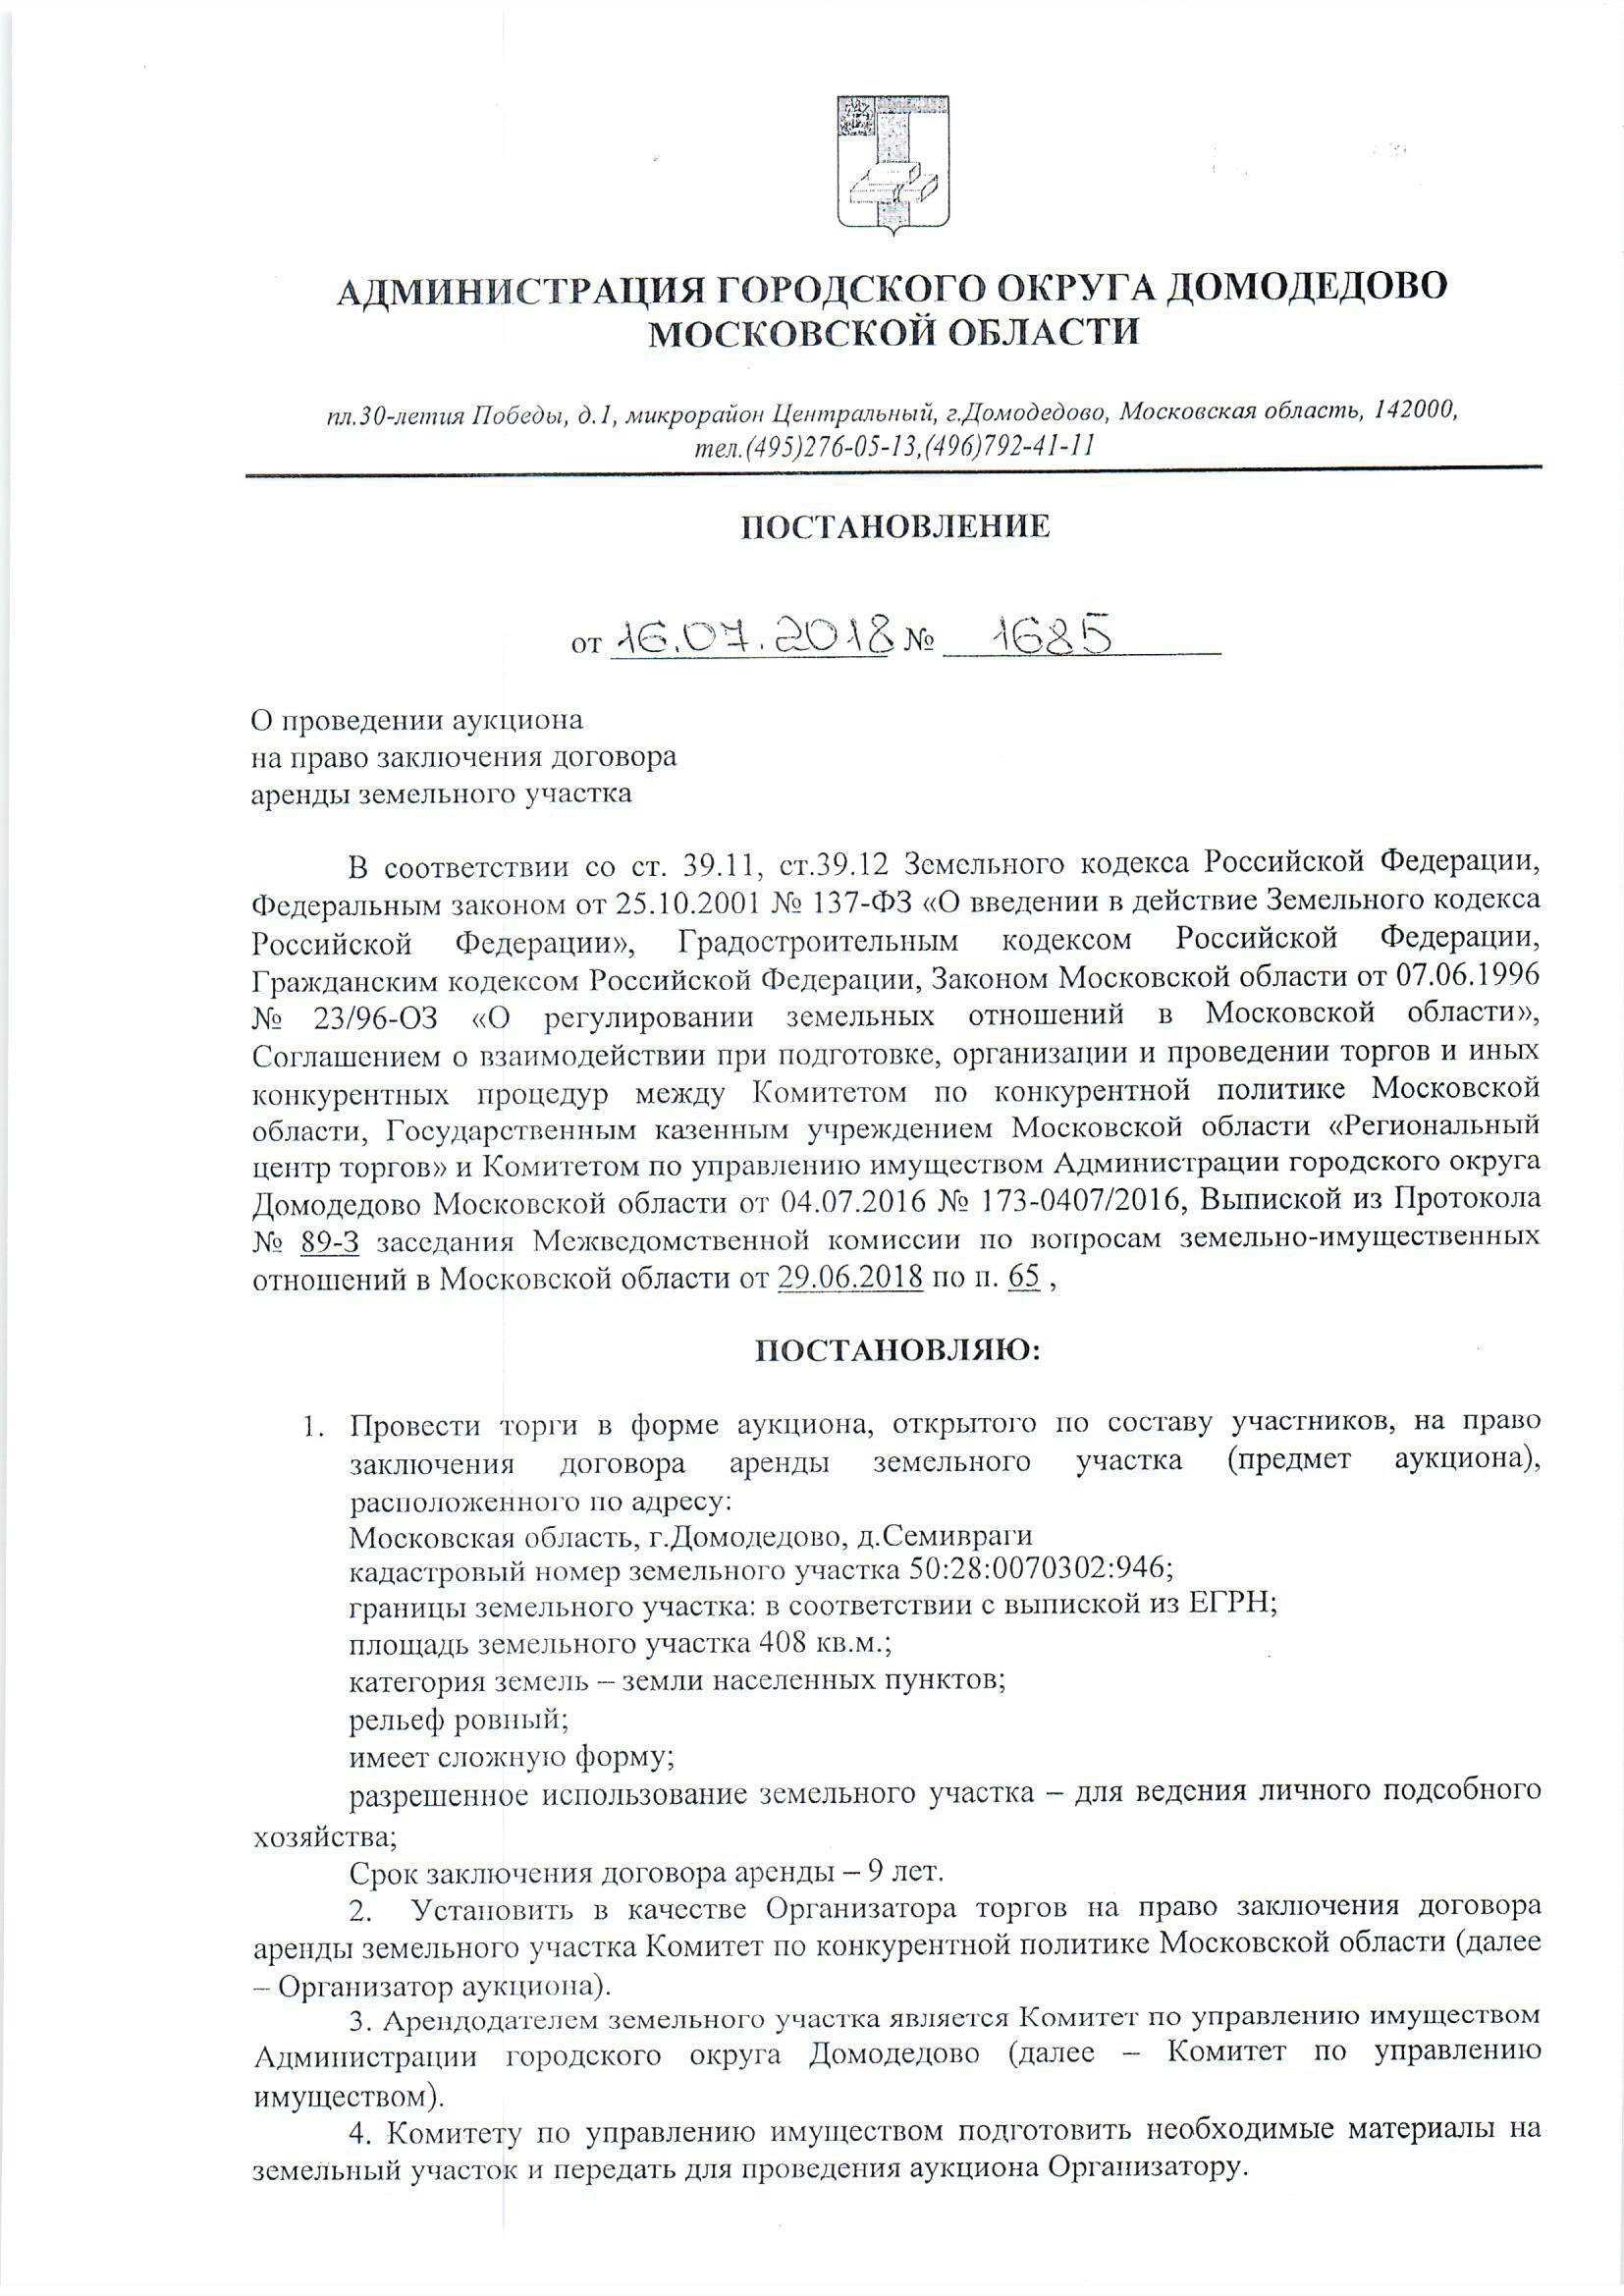 АДМИНИСТРАЦИЯ ГОРОДСКОГО ОКРУГА ДОМОДЕДОВО
МОСКОВСКОЙ ОБЛАСТИ
пл.30-летия Победы, д.1, микрорайон Центральный, г.Домодедово, Московская область, 142000,
тел.(495)276-05-13,(496)792-41-11
ПОСТАНОВЛЕНИЕ
от 16.07.2018 № 1685
О проведении аукциона
на право заключения договора
аренды земельного участка
В соответствии со ст. 39.11, ст.39.12 Земельного кодекса Российской Федерации,
Федеральным законом от 25.10.2001 № 137-ФЗ «О введении в действие Земельного кодекса
Российской Федерации», Градостроительным кодексом Российской Федерации,
Гражданским кодексом Российской Федерации, Законом Московской области от 07.06.1996
№ 23/96-ОЗ «О регулировании земельных отношений в Московской области»,
Соглашением о взаимодействии при подготовке, организации и проведении торгов и иных
конкурентных процедур между Комитетом по конкурентной политике Московской
области, Государственным казенным учреждением Московской области «Региональный
центр торгов» и Комитетом по управлению имуществом Администрации городского округа
Домодедово Московской области от 04.07.2016 № 173-0407/2016, Выпиской из Протокола
№ 89-З заседания Межведомственной комиссии по вопросам земельно-имущественных
отношений в Московской области от 29.06.2018 по п. 65 ,
ПОСТАНОВЛЯЮ:
1. Провести торги в форме аукциона, открытого по составу участников, на право
заключения договора аренды земельного участка (предмет аукциона),
расположенного по адресу:
Московская область, г.Домодедово, д.Семивраги
кадастровый номер земельного участка 50:28:0070302:946;
границы земельного участка: в соответствии с выпиской из ЕГРН;
площадь земельного участка 408 кв.м.;
категория земель – земли населенных пунктов;
рельеф ровный;
имеет сложную форму;
разрешенное использование земельного участка – для ведения личного подсобного
хозяйства;
Срок заключения договора аренды – 9 лет.
2. Установить в качестве Организатора торгов на право заключения договора
аренды земельного участка Комитет по конкурентной политике Московской области (далее
– Организатор аукциона).
3. Арендодателем земельного участка является Комитет по управлению имуществом
Администрации городского округа Домодедово (далее – Комитет по управлению
имуществом).
4. Комитету по управлению имуществом подготовить необходимые материалы на
земельный участок и передать для проведения аукциона Организатору.